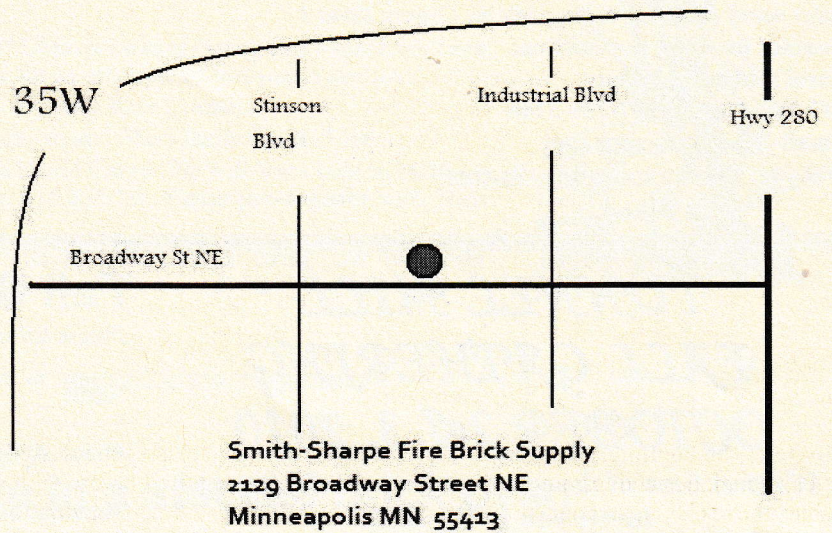 35W
Stinson
Blvd
Industrial Blvd
Hwy 280
Broadway St NE
Smith-Sharpe Fire Brick Supply
2129 Broadway Street NE
Minneapolis MN 55413